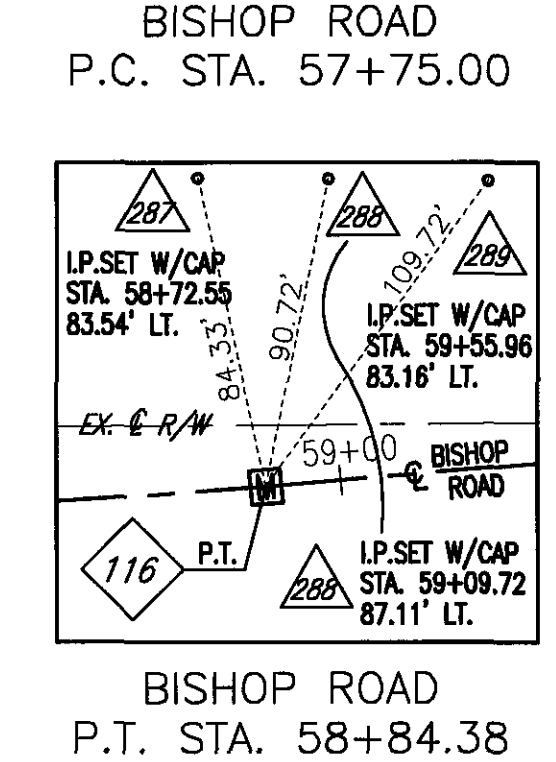 BISHOP ROAD
P.C. STA. 57+75.00
287
288
289
I.P.SET W/CAP
STA. 58+72.55
83.54' LT.
84.33'
90.72'
109.72'
I.P.SET W/CAP
STA. 59+55.96
83.16' LT.
EX. ℄ R/W
59+00
℄ BISHOP
ROAD
116
P.T.
288
I.P.SET W/CAP
STA. 59+09.72
87.11' LT.
BISHOP ROAD
P.T. STA. 58+84.38